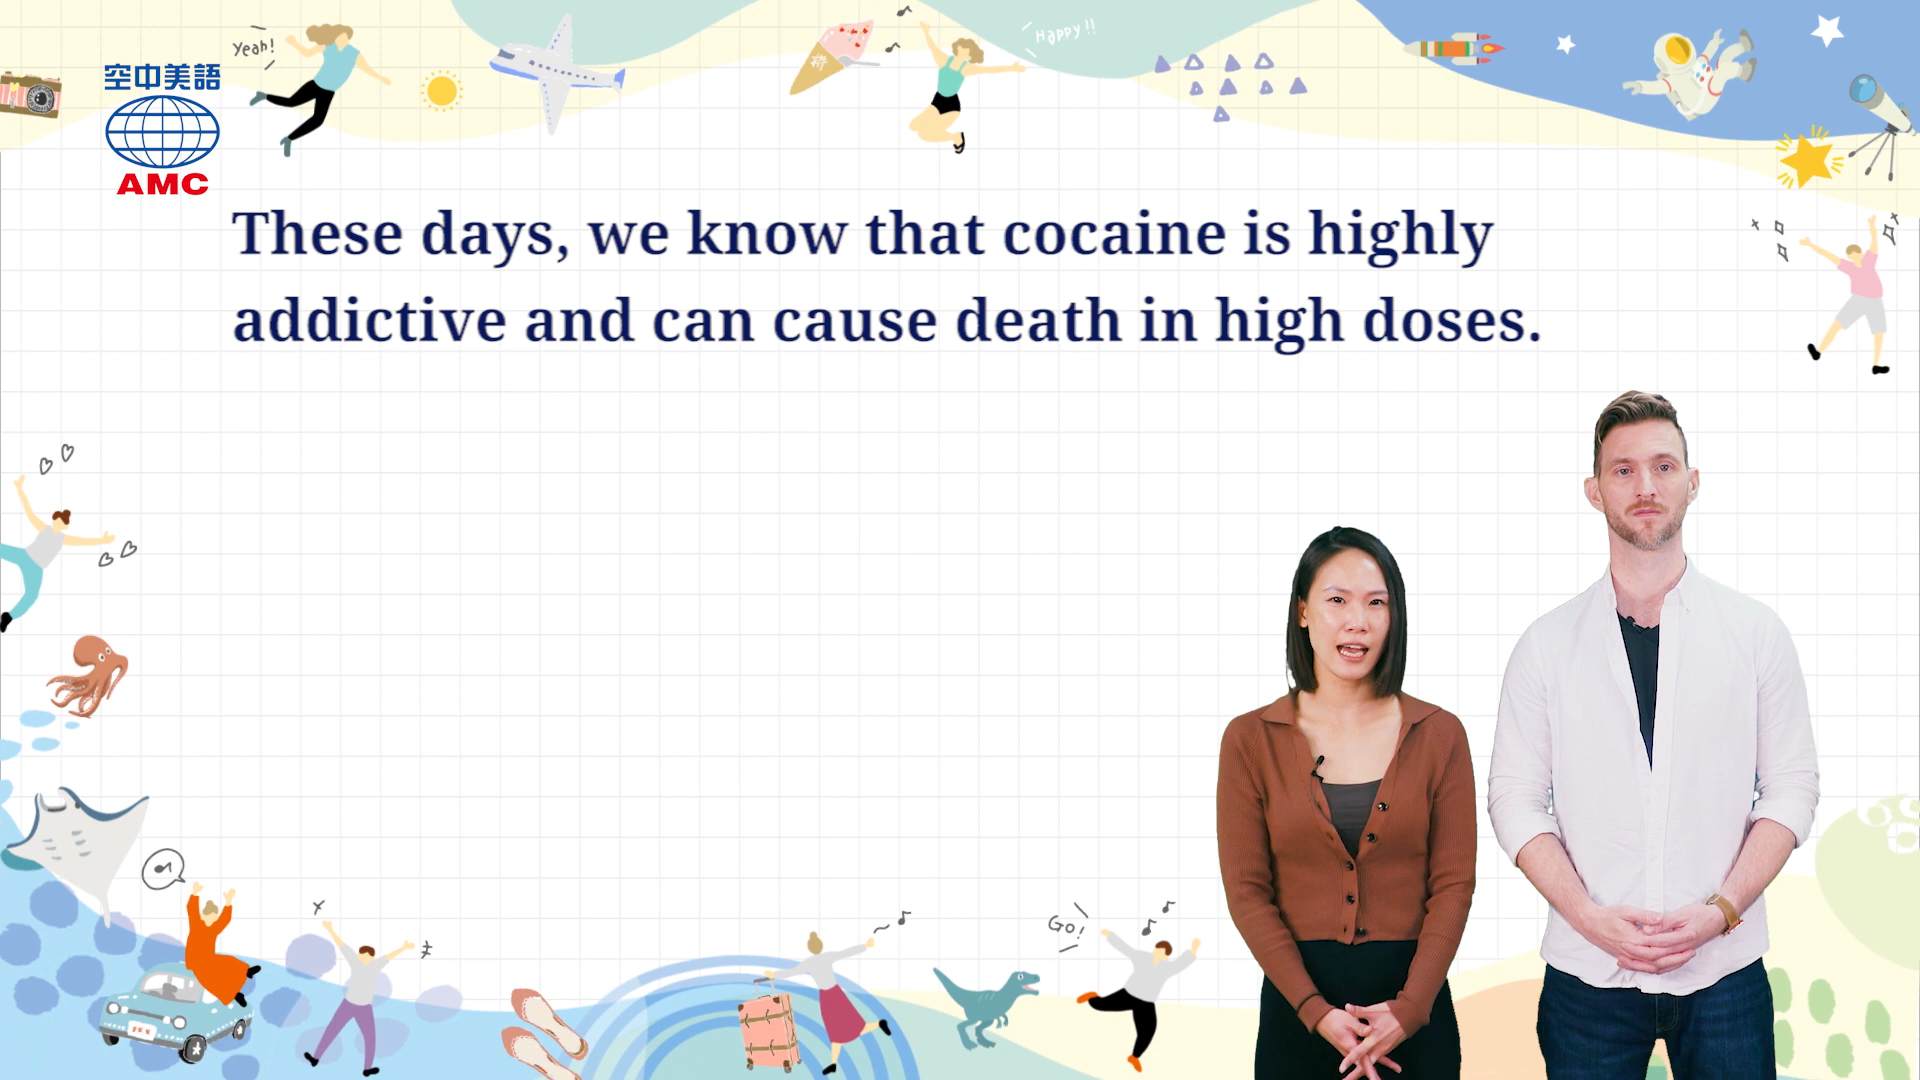 Yeah!
Happy!!
空中美語
AMC
These days, we know that cocaine is highly
addictive and can cause death in high doses.
Go!